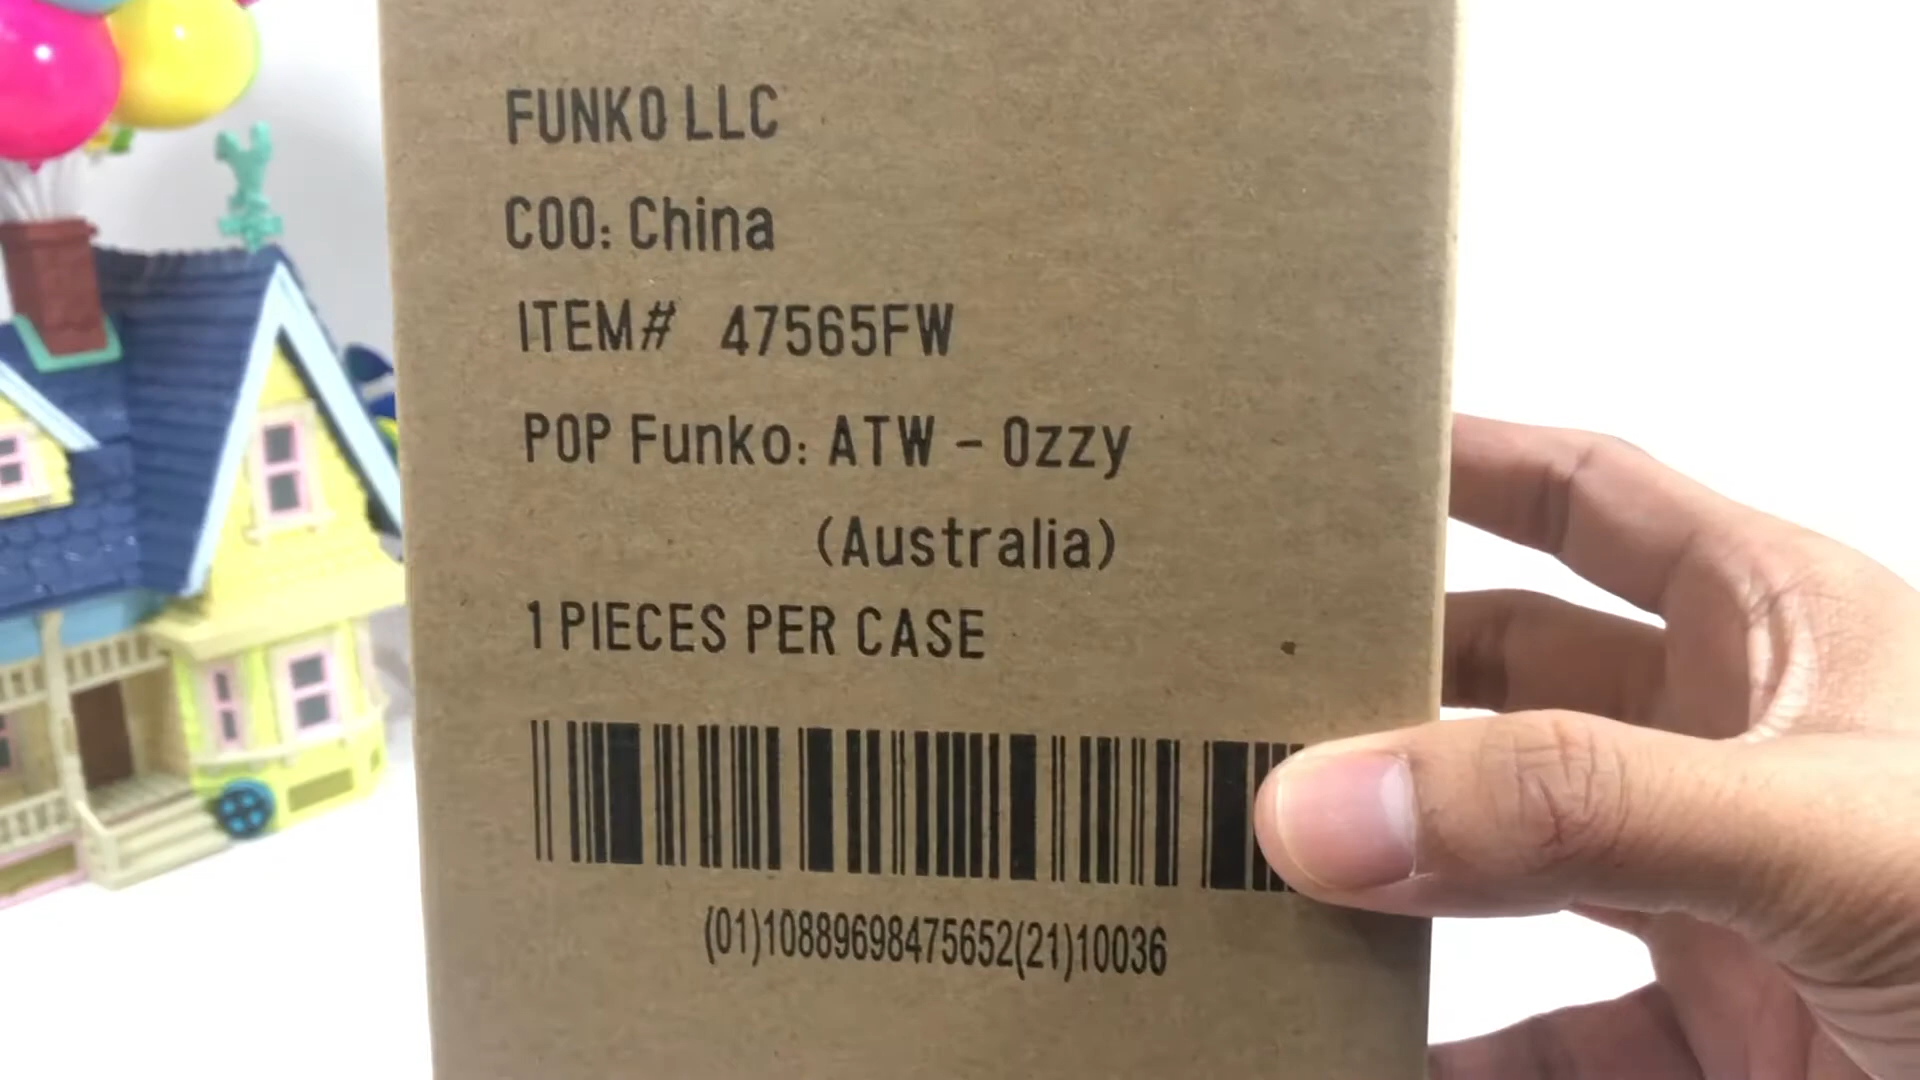 FUNKO LLC
COO: China
ITEM# 47565FW
POP Funko: ATW - Ozzy
(Australia)
1 PIECES PER CASE
(01)10889698475652(21)10036